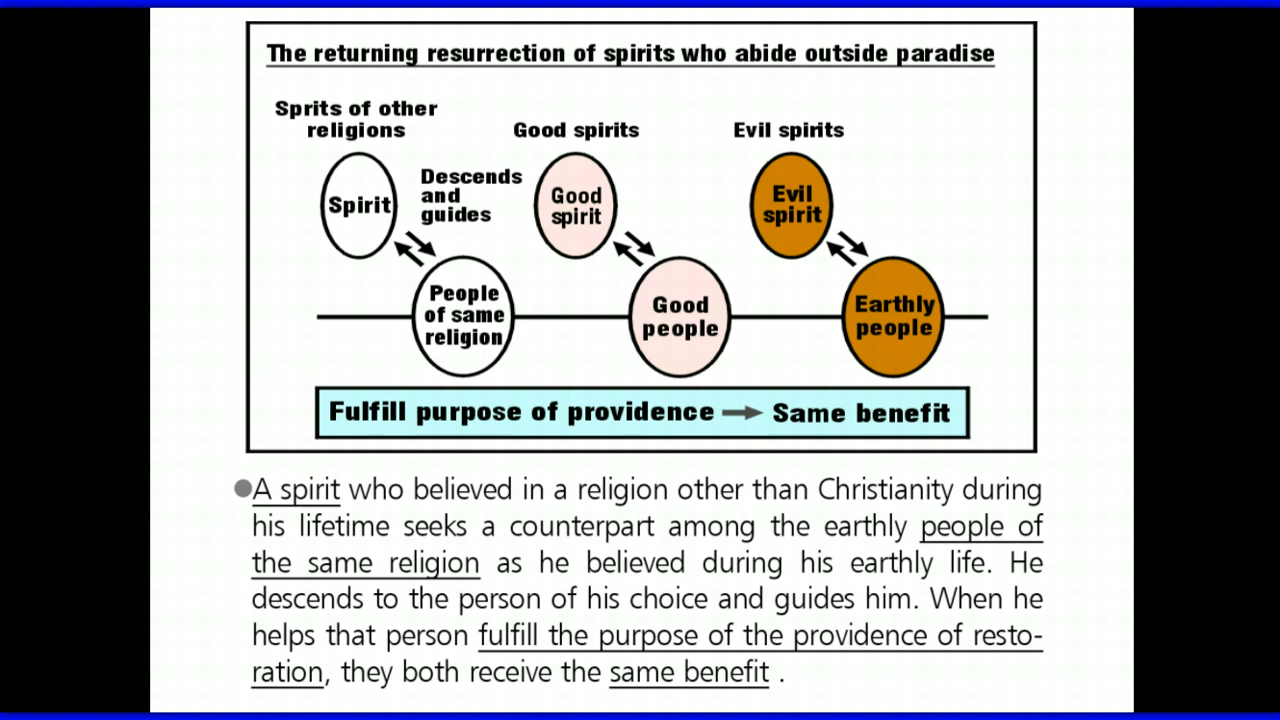 The returning resurrection of spirits who abide outside paradise
Sprits of other
religions
Good spirits
Evil spirits
Spirit
Descends
and
guides
Good
spirit
Evil
spirit
People
of same
religion
Good
people
Earthly
people
Fulfill purpose of providence → Same benefit
●A spirit who believed in a religion other than Christianity during
his lifetime seeks a counterpart among the earthly people of
the same religion as he believed during his earthly life. He
descends to the person of his choice and guides him. When he
helps that person fulfill the purpose of the providence of resto-
ration, they both receive the same benefit .